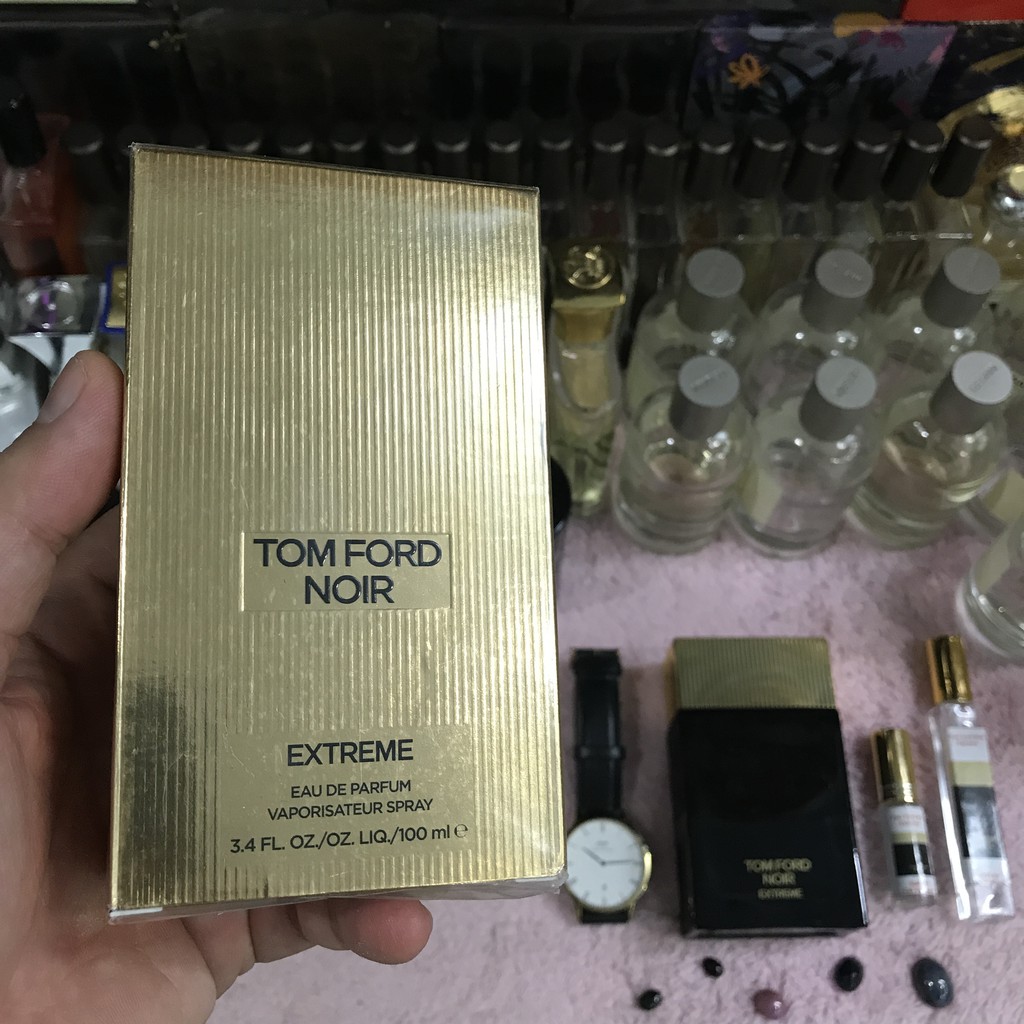 TOM FORD
NOIR
EXTREME
EAU DE PARFUM
VAPORISATEUR SPRAY
3.4 FL. OZ./OZ. LIQ./100 ml ℮
TOM FORD
NOIR
EXTREME